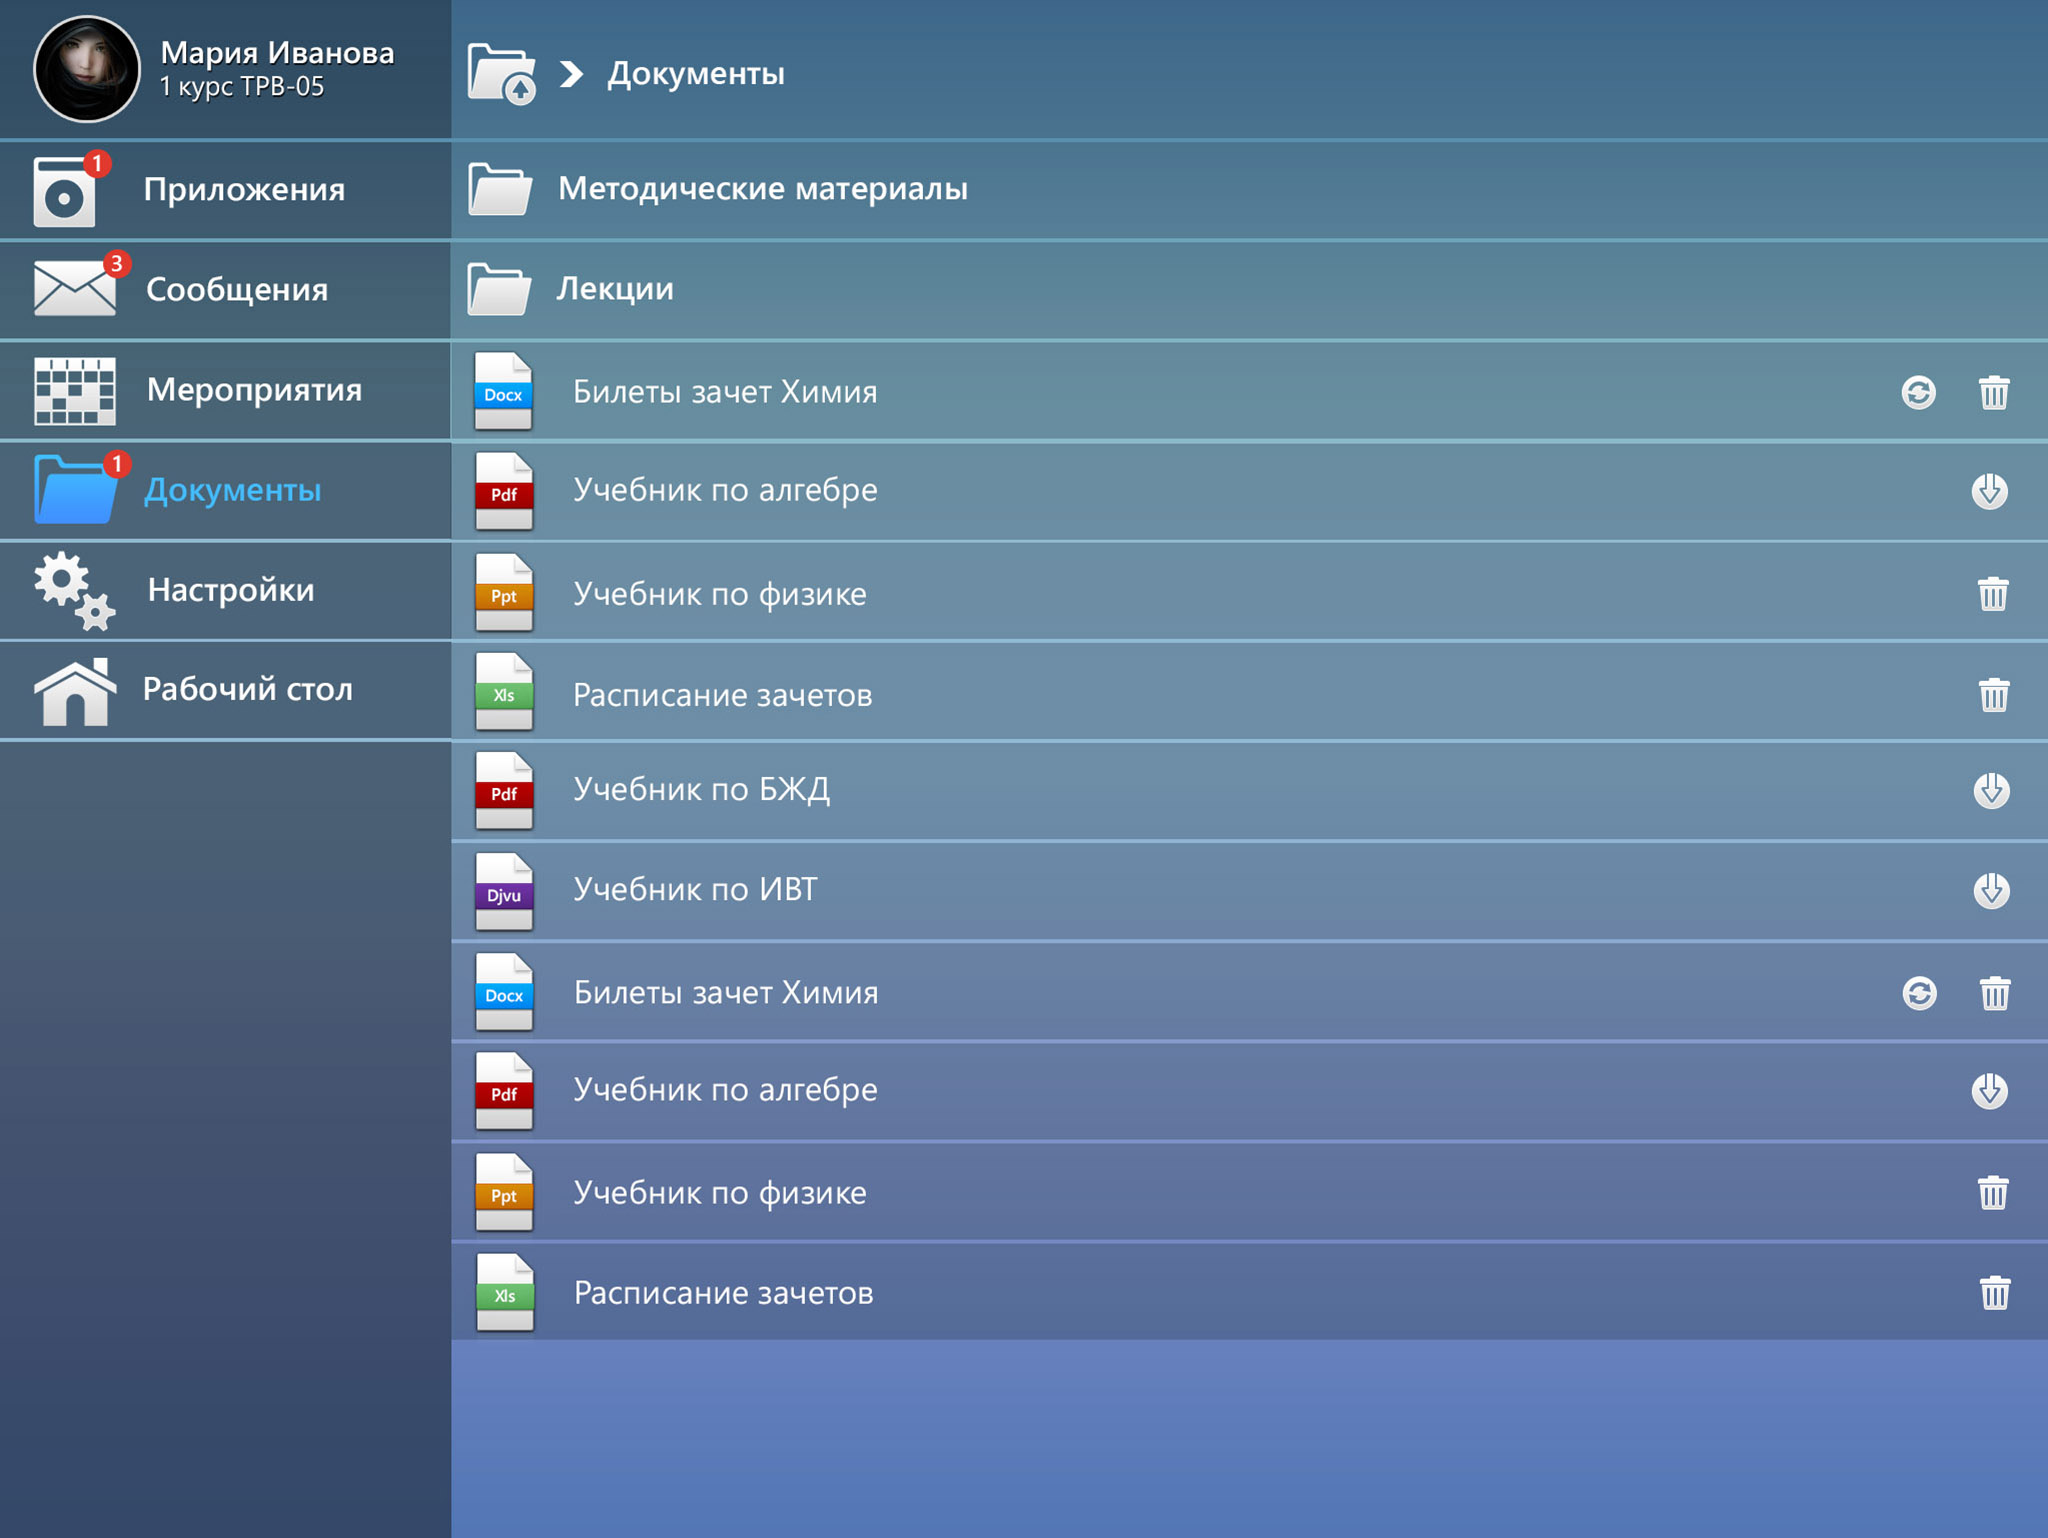 Мария Иванова
1 курс ТРВ-05
Документы
1
Приложения
Методические материалы
3
Сообщения
Лекции
Мероприятия
Docx
Билеты зачет Химия
1
Документы
Pdf
Учебник по алгебре
Настройки
Ppt
Учебник по физике
Рабочий стол
Xls
Расписание зачетов
Pdf
Учебник по БЖД
Djvu
Учебник по ИВТ
Docx
Билеты зачет Химия
Pdf
Учебник по алгебре
Ppt
Учебник по физике
Xls
Расписание зачетов